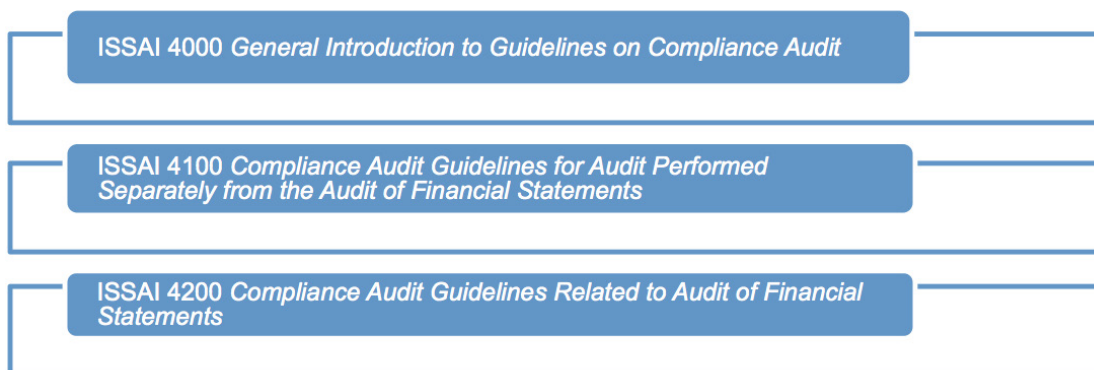 ISSAI 4000 General Introduction to Guidelines on Compliance Audit
ISSAI 4100 Compliance Audit Guidelines for Audit Performed
Separately from the Audit of Financial Statements
ISSAI 4200 Compliance Audit Guidelines Related to Audit of Financial
Statements